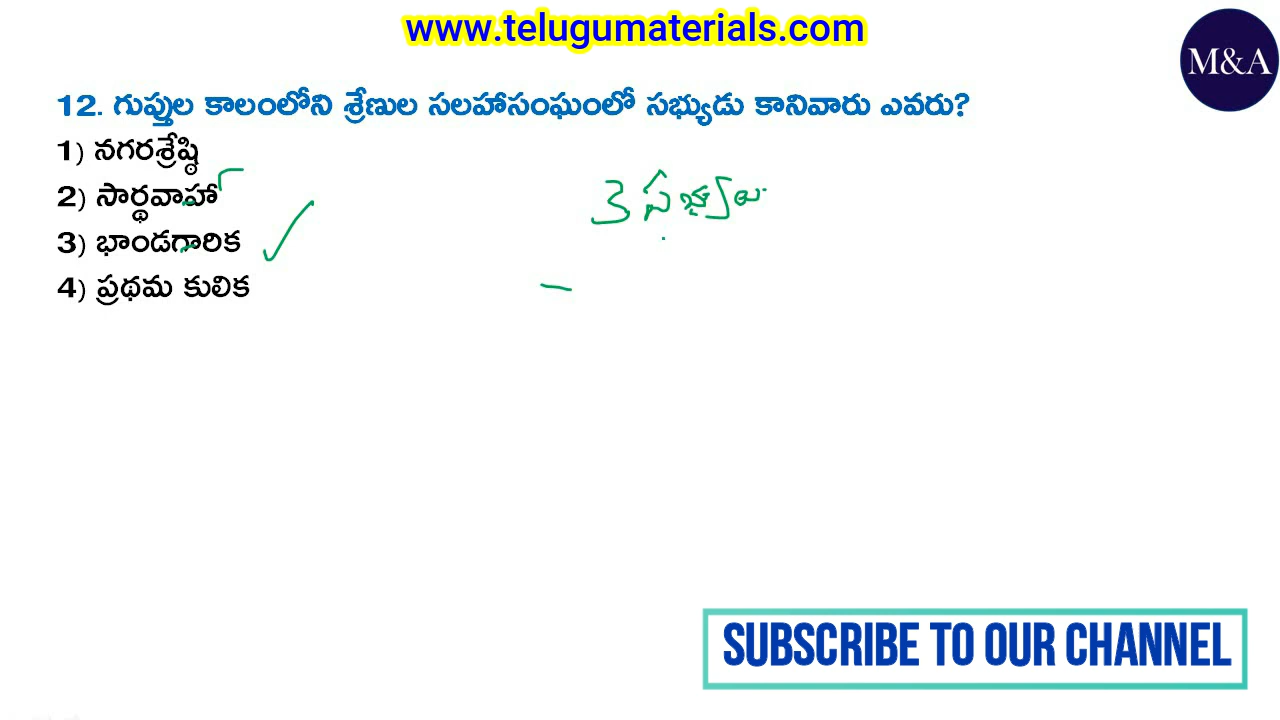 www.telugumaterials.com
M&A
12. గుప్తుల కాలంలోని శ్రేణుల సలహాసంఘంలో సభ్యుడు కానివారు ఎవరు?
1) నగరశ్రేష్ఠి
2) సార్థవాహా
3) భాండగారిక
4) ప్రథమ కులిక
3 సభ్యుల
SUBSCRIBE TO OUR CHANNEL